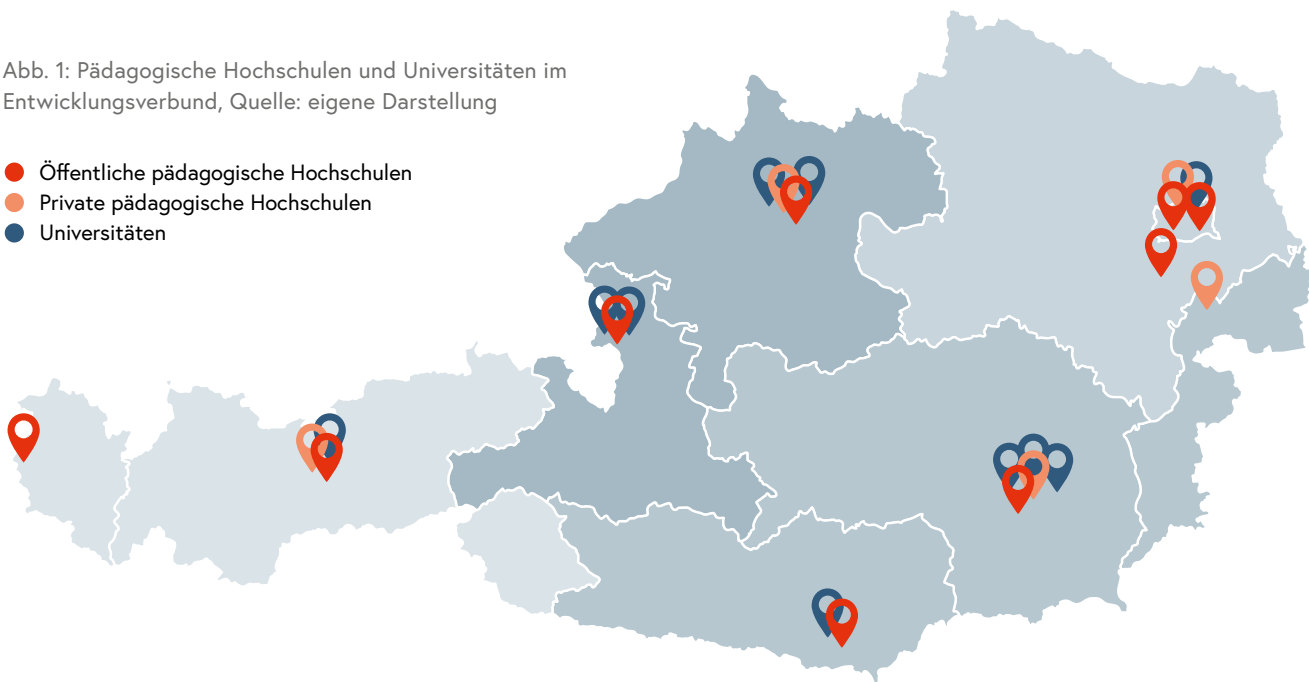 Abb. 1: Pädagogische Hochschulen und Universitäten im
Entwicklungsverbund, Quelle: eigene Darstellung
Öffentliche pädagogische Hochschulen
Private pädagogische Hochschulen
Universitäten